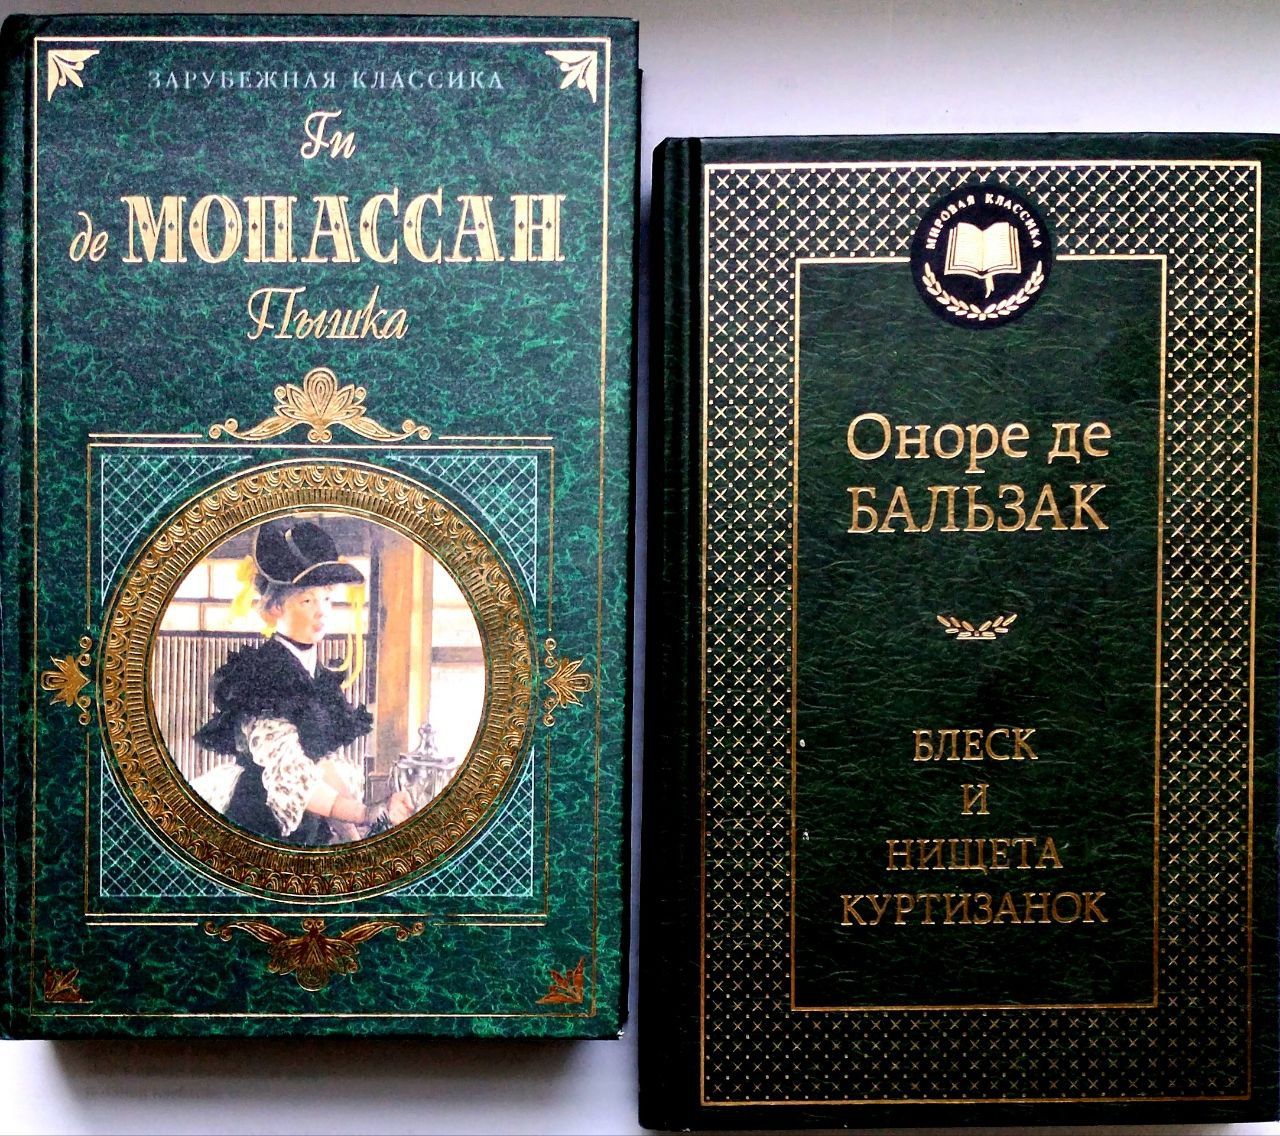 ЗАРУБЕЖНАЯ КЛАССИКА
Ги
де МОПАССАН
Пышка
МИРОВАЯ КЛАССИКА
Оноре де
БАЛЬЗАК
БЛЕСК
И
НИЩЕТА
КУРТИЗАНОК